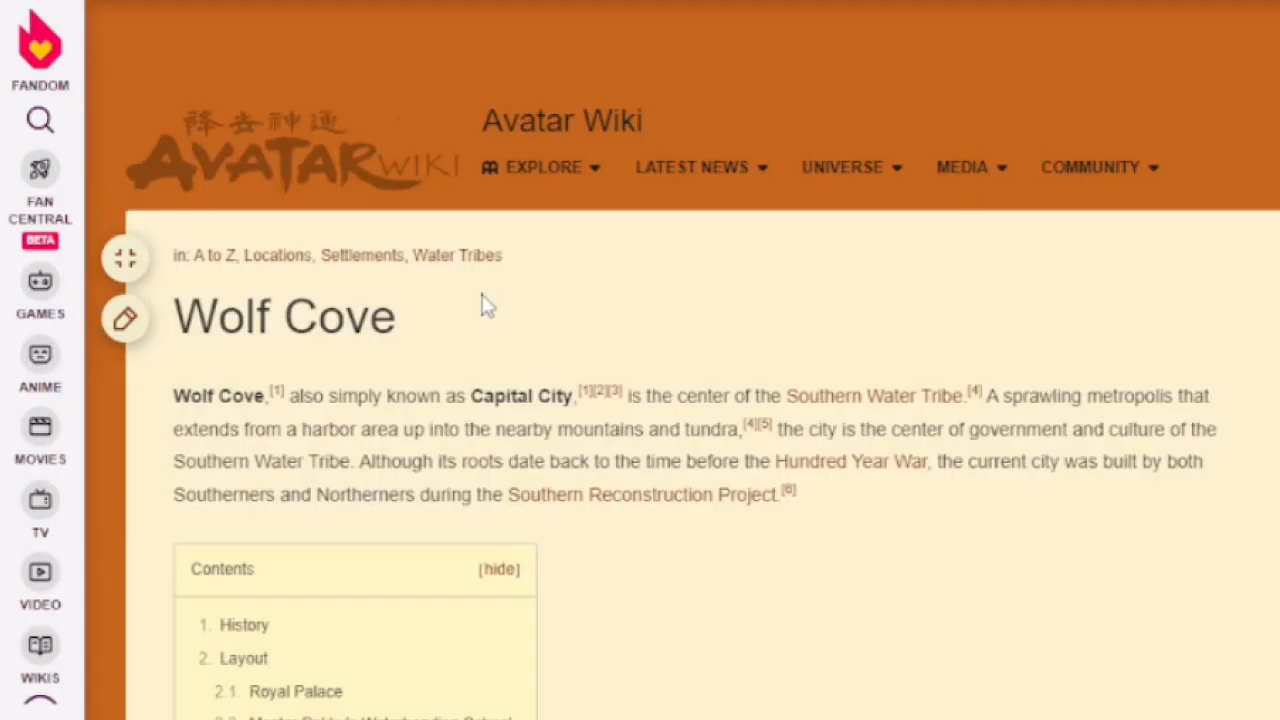 FANDOM
FAN
CENTRAL
BETA
GAMES
ANIME
MOVIES
TV
VIDEO
WIKIS
降去神通
AVATAR WIKI
Avatar Wiki
EXPLORE
LATEST NEWS
UNIVERSE
MEDIA
COMMUNITY
in: A to Z, Locations, Settlements, Water Tribes
Wolf Cove
Wolf Cove,[1] also simply known as Capital City,[1][2][3] is the center of the Southern Water Tribe.[4] A sprawling metropolis that
extends from a harbor area up into the nearby mountains and tundra,[4][5] the city is the center of government and culture of the
Southern Water Tribe. Although its roots date back to the time before the Hundred Year War, the current city was built by both
Southerners and Northerners during the Southern Reconstruction Project.[6]
Contents [hide]
1. History
2. Layout
2.1. Royal Palace